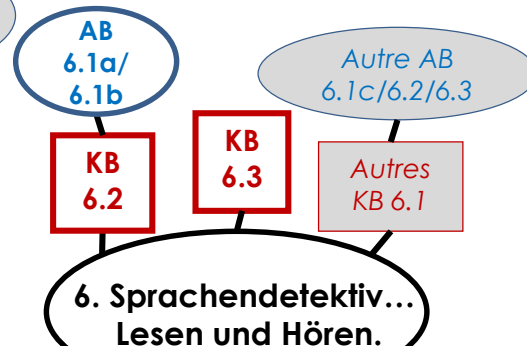 AB
6.1a/
6.1b
Autre AB
6.1c/6.2/6.3
KB
6.2
KB
6.3
Autres
KB 6.1
6. Sprachendetektiv…
Lesen und Hören.